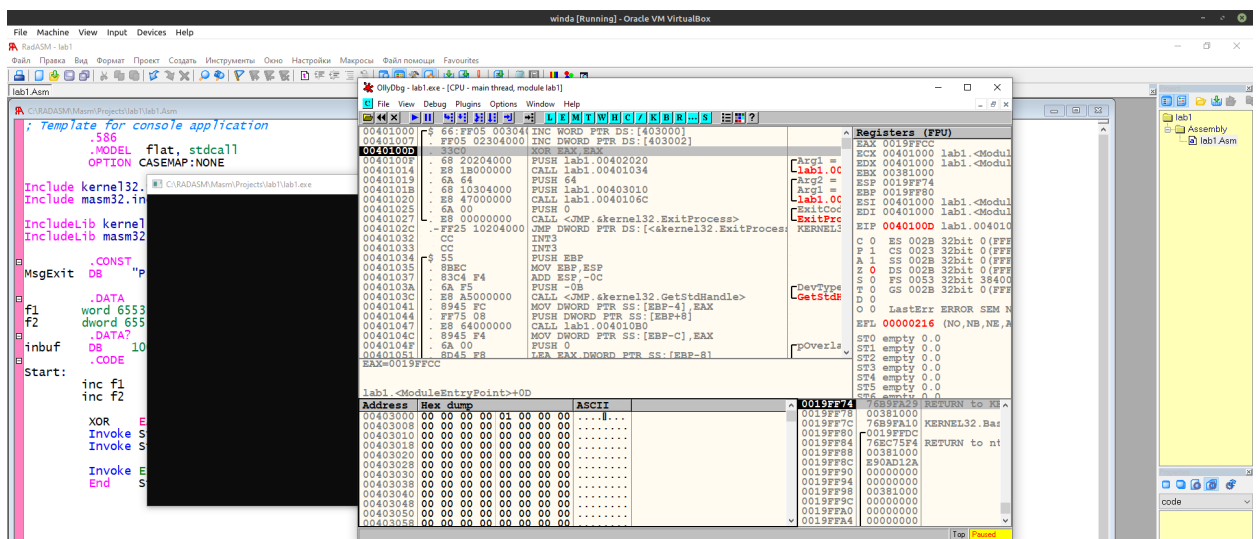 winda [Running] - Oracle VM VirtualBox
File Machine View Input Devices Help
RadASM - lab1
Файл Правка Вид Формат Проект Создать Инструменты Окно Настройки Макросы Файл помощи Favourites
lab1.Asm
C:\RADASM\Masm\Projects\lab1\lab1.Asm
; Template for console application
.586
.MODEL flat, stdcall
OPTION CASEMAP:NONE
Include kernel32.
Include masm32.in
IncludeLib kernel
IncludeLib masm32
.CONST
MsgExit DB "P
.DATA
f1 word 6553
f2 dword 655
.DATA?
inbuf DB 10
.CODE
Start:
inc f1
inc f2
XOR E
Invoke S
Invoke S
Invoke E
End S
C:\RADASM\Masm\Projects\lab1\lab1.exe
OllyDbg - lab1.exe - [CPU - main thread, module lab1]
File View Debug Plugins Options Window Help
L E M T W H C / K B R ... S
00401000 $ 66:FF05 003040 INC WORD PTR DS:[403000]
00401007 . FF05 02304000 INC DWORD PTR DS:[403002]
0040100D . 33C0 XOR EAX,EAX
0040100F . 68 20204000 PUSH lab1.00402020 Arg1 =
00401014 . E8 1B000000 CALL lab1.00401034 lab1.00
00401019 . 6A 64 PUSH 64 Arg2 =
0040101B . 68 10304000 PUSH lab1.00403010 Arg1 =
00401020 . E8 47000000 CALL lab1.0040106C lab1.00
00401025 . 6A 00 PUSH 0 ExitCod
00401027 . E8 00000000 CALL <JMP.&kernel32.ExitProcess> ExitPro
0040102C .-FF25 10204000 JMP DWORD PTR DS:[<&kernel32.ExitProces: KERNEL3
00401032 CC INT3
00401033 CC INT3
00401034 $ 55 PUSH EBP
00401035 . 8BEC MOV EBP,ESP
00401037 . 83C4 F4 ADD ESP,-0C
0040103A . 6A F5 PUSH -0B DevType
0040103C . E8 A5000000 CALL <JMP.&kernel32.GetStdHandle> GetStdH
00401041 . 8945 FC MOV DWORD PTR SS:[EBP-4],EAX
00401044 . FF75 08 PUSH DWORD PTR SS:[EBP+8]
00401047 . E8 64000000 CALL lab1.004010B0
0040104C . 8945 F4 MOV DWORD PTR SS:[EBP-C],EAX
0040104F . 6A 00 PUSH 0 pOverla
00401051 . 8D45 F8 LEA EAX,DWORD PTR SS:[EBP-8]
EAX=0019FFCC
lab1.<ModuleEntryPoint>+0D
Registers (FPU)
EAX 0019FFCC
ECX 00401000 lab1.<Modul
EDX 00401000 lab1.<Modul
EBX 00381000
ESP 0019FF74
EBP 0019FF80
ESI 00401000 lab1.<Modul
EDI 00401000 lab1.<Modul
EIP 0040100D lab1.004010
C 0 ES 002B 32bit 0(FFF
P 1 CS 0023 32bit 0(FFF
A 1 SS 002B 32bit 0(FFF
Z 0 DS 002B 32bit 0(FFF
S 0 FS 0053 32bit 38400
T 0 GS 002B 32bit 0(FFF
D 0
O 0 LastErr ERROR SEM N
EFL 00000216 (NO,NB,NE,A
ST0 empty 0.0
ST1 empty 0.0
ST2 empty 0.0
ST3 empty 0.0
ST4 empty 0.0
ST5 empty 0.0
ST6 empty 0.0
Address Hex dump ASCII
00403000 00 00 00 00 01 00 00 00
00403008 00 00 00 00 00 00 00 00 ........
00403010 00 00 00 00 00 00 00 00 ........
00403018 00 00 00 00 00 00 00 00 ........
00403020 00 00 00 00 00 00 00 00 ........
00403028 00 00 00 00 00 00 00 00 ........
00403030 00 00 00 00 00 00 00 00 ........
00403038 00 00 00 00 00 00 00 00 ........
00403040 00 00 00 00 00 00 00 00 ........
00403048 00 00 00 00 00 00 00 00 ........
00403050 00 00 00 00 00 00 00 00 ........
00403058 00 00 00 00 00 00 00 00 ........
0019FF74 76B9FA29 RETURN to KE
0019FF78 00381000
0019FF7C 76B9FA10 KERNEL32.Bas
0019FF80 0019FFDC
0019FF84 76EC75F4 RETURN to nt
0019FF88 00381000
0019FF8C E90AD12A
0019FF90 00000000
0019FF94 00000000
0019FF98 00381000
0019FF9C 00000000
0019FFA0 00000000
0019FFA4 00000000
Top Paused
lab1
Assembly
lab1.Asm
code